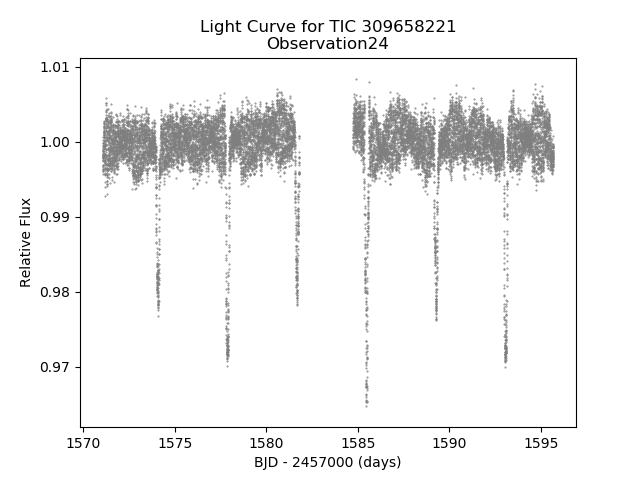 Light Curve for TIC 309658221
Observation24
1.01
1.00
0.99
0.98
0.97
Relative Flux
1570
1575
1580
1585
1590
1595
BJD - 2457000 (days)